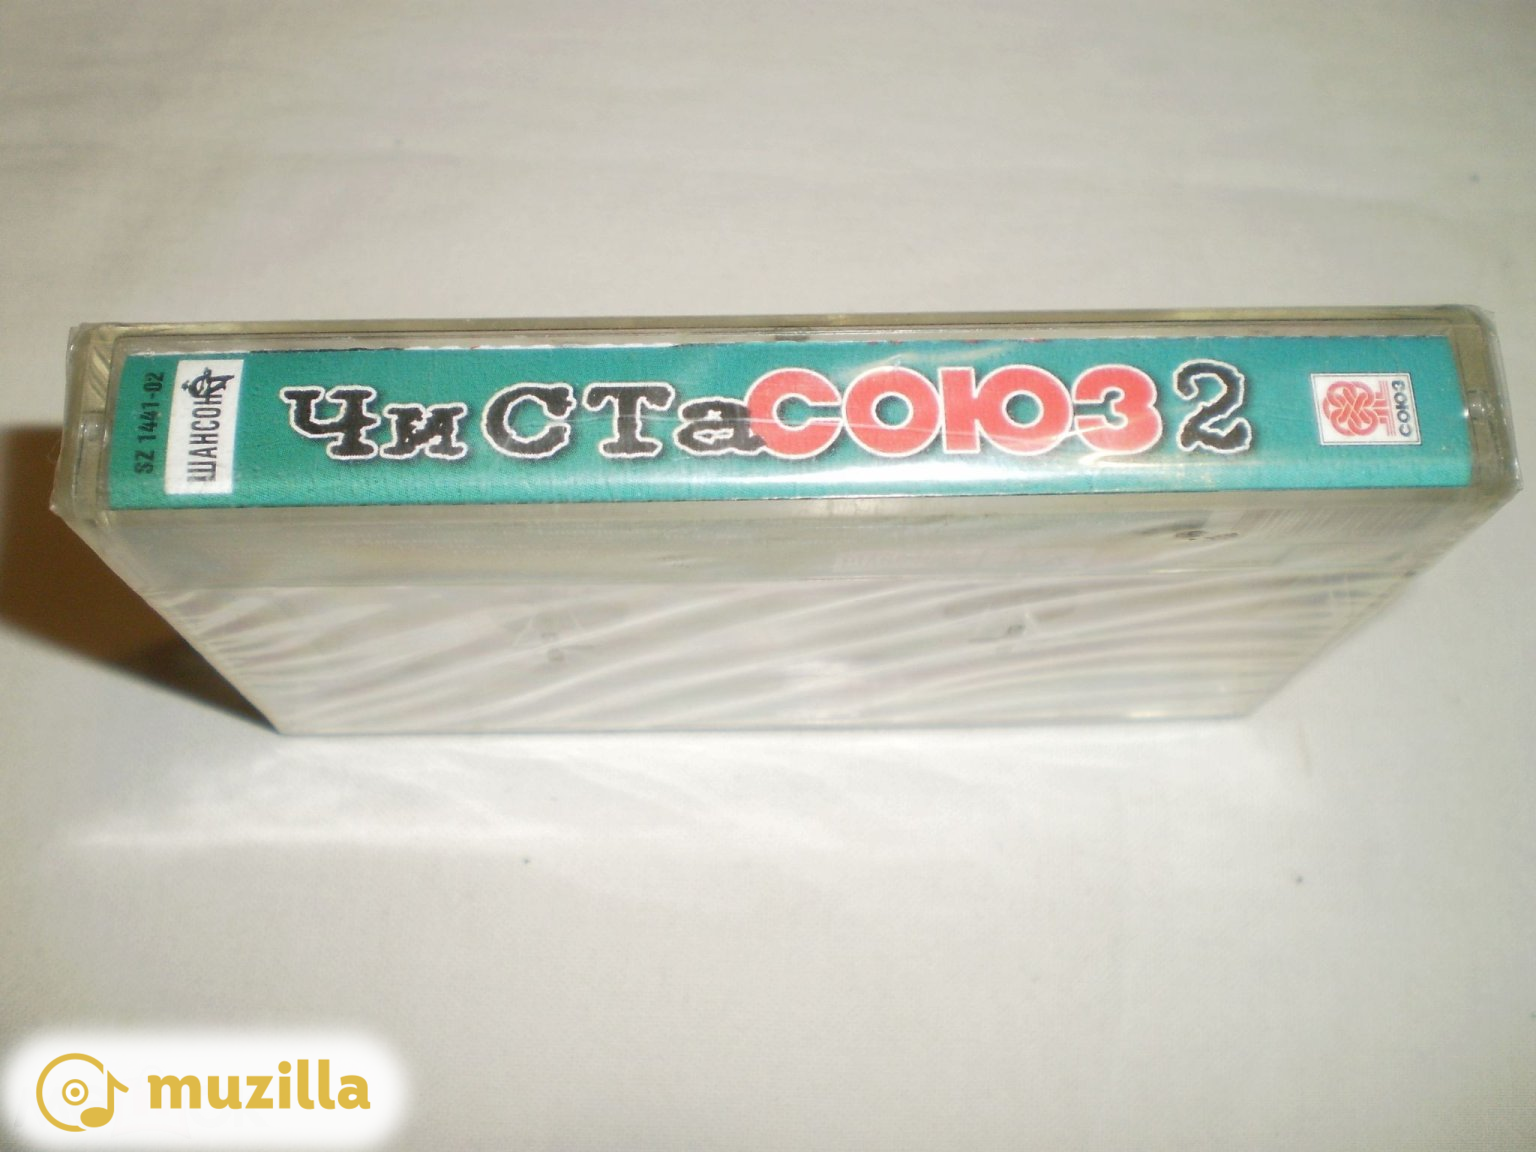 SZ 1441-02
ШАНСОН
ЧиСТаСОЮЗ 2
СОЮЗ
muzilla